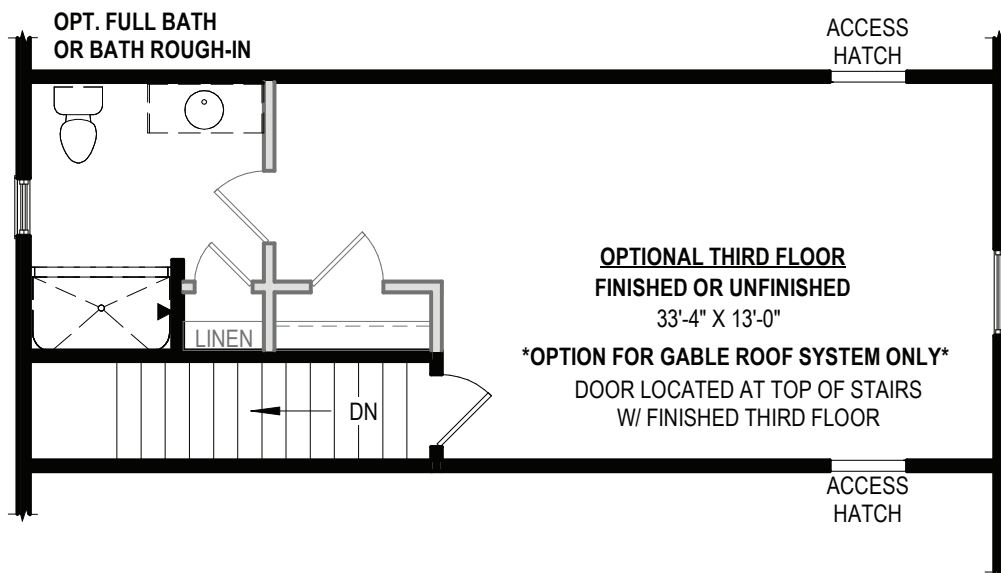 OPT. FULL BATH
OR BATH ROUGH-IN
ACCESS
HATCH
OPTIONAL THIRD FLOOR
FINISHED OR UNFINISHED
33'-4" X 13'-0"
*OPTION FOR GABLE ROOF SYSTEM ONLY*
DOOR LOCATED AT TOP OF STAIRS
W/ FINISHED THIRD FLOOR
LINEN
DN
ACCESS
HATCH